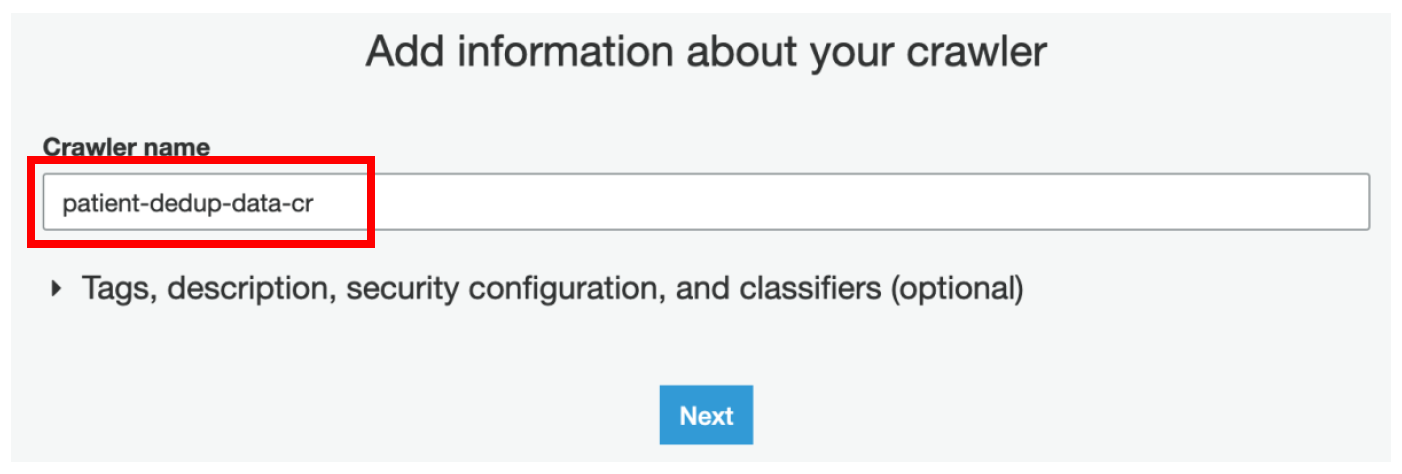 Add information about your crawler
Crawler name
patient-dedup-data-cr
Tags, description, security configuration, and classifiers (optional)
Next